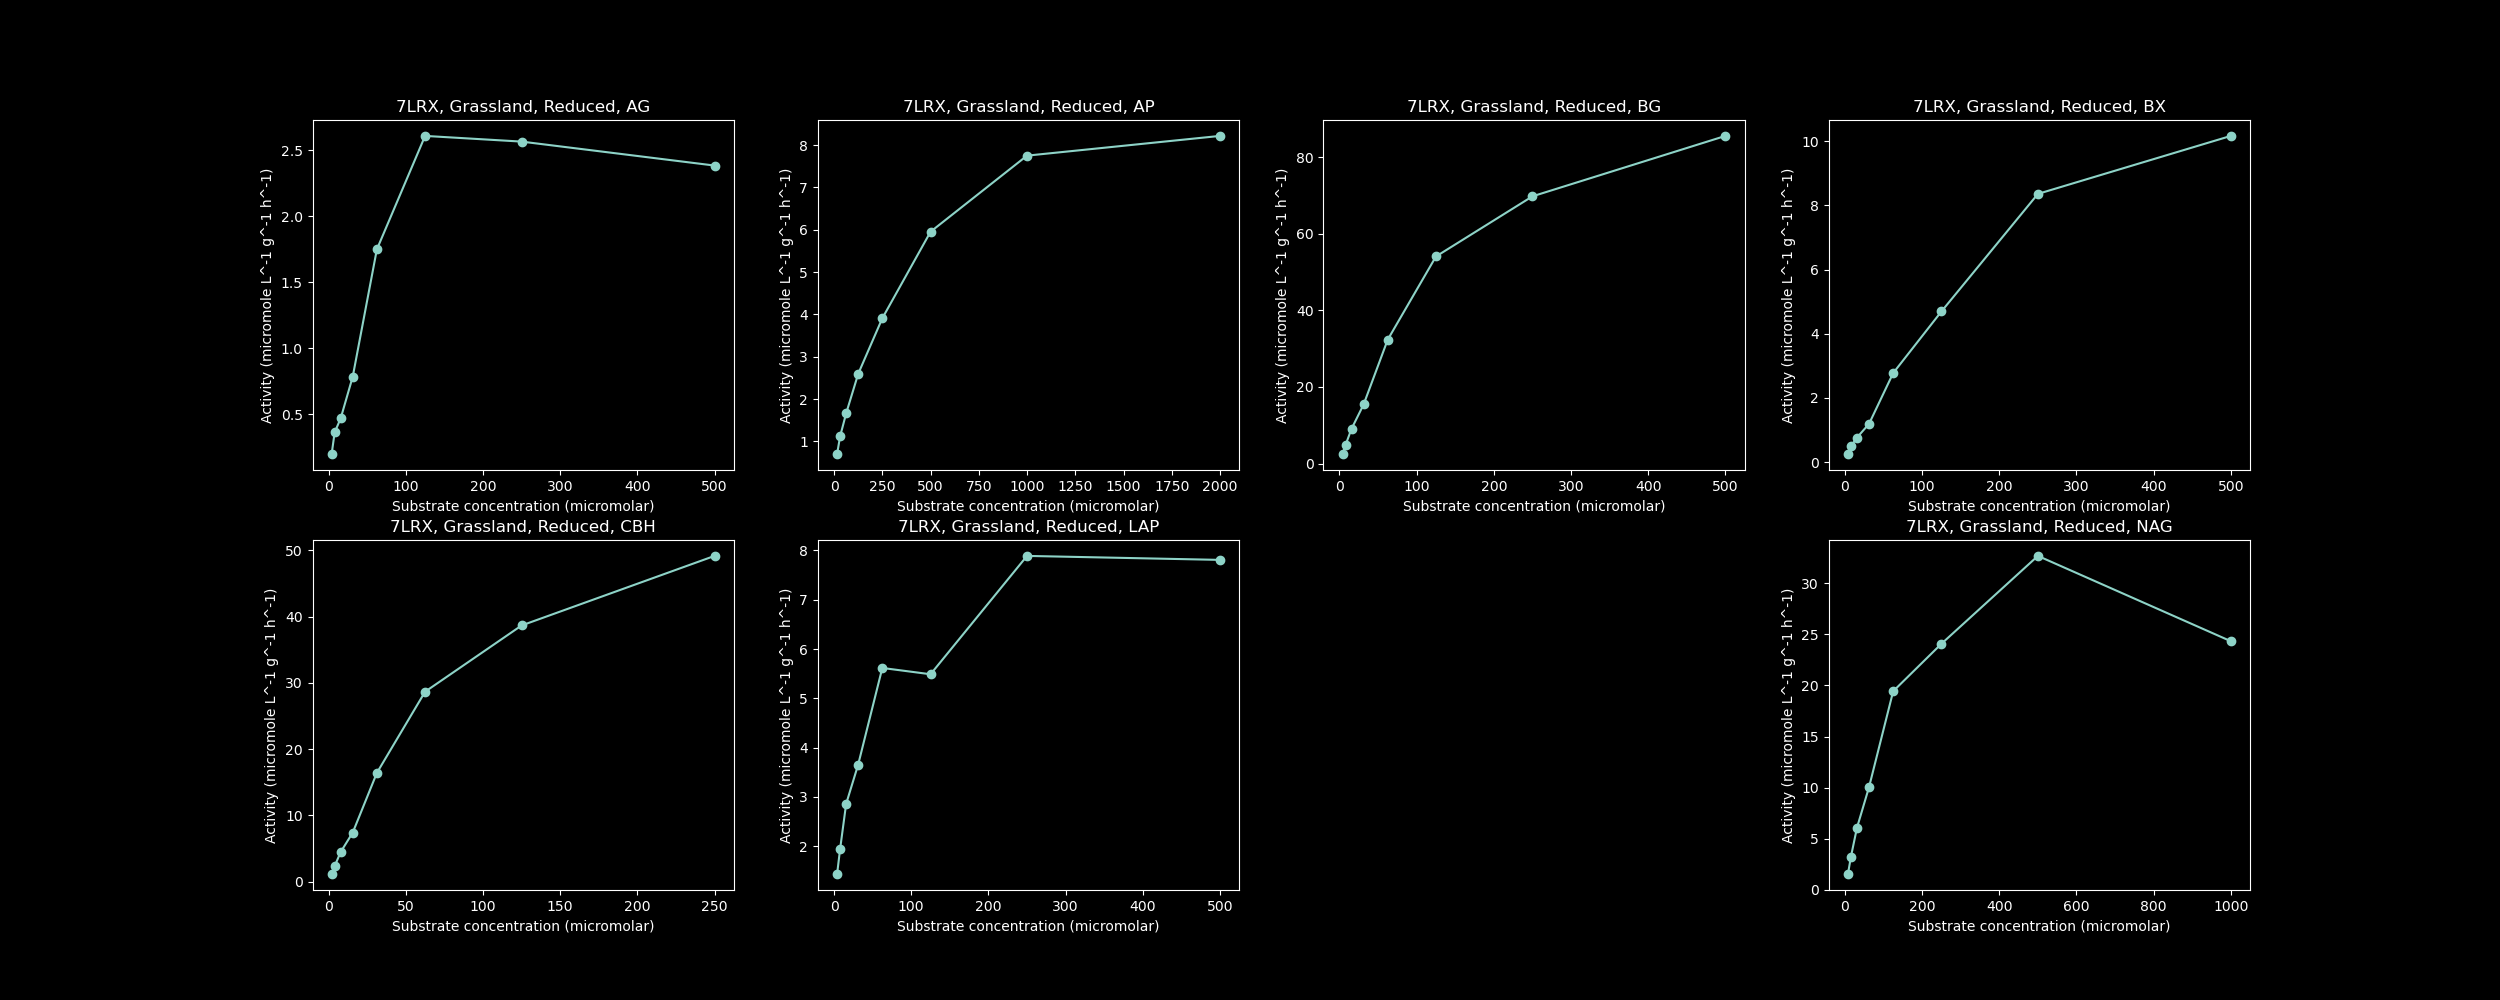 7LRX, Grassland, Reduced, AG
Activity (micromole L^-1 g^-1 h^-1)
2.5
2.0
1.5
1.0
0.5
0 100 200 300 400 500
Substrate concentration (micromolar)
7LRX, Grassland, Reduced, AP
Activity (micromole L^-1 g^-1 h^-1)
8
7
6
5
4
3
2
1
0 250 500 750 1000 1250 1500 1750 2000
Substrate concentration (micromolar)
7LRX, Grassland, Reduced, BG
Activity (micromole L^-1 g^-1 h^-1)
80
60
40
20
0
0 100 200 300 400 500
Substrate concentration (micromolar)
7LRX, Grassland, Reduced, BX
Activity (micromole L^-1 g^-1 h^-1)
10
8
6
4
2
0
0 100 200 300 400 500
Substrate concentration (micromolar)
7LRX, Grassland, Reduced, CBH
Activity (micromole L^-1 g^-1 h^-1)
50
40
30
20
10
0
0 50 100 150 200 250
Substrate concentration (micromolar)
7LRX, Grassland, Reduced, LAP
Activity (micromole L^-1 g^-1 h^-1)
8
7
6
5
4
3
2
0 100 200 300 400 500
Substrate concentration (micromolar)
7LRX, Grassland, Reduced, NAG
Activity (micromole L^-1 g^-1 h^-1)
30
25
20
15
10
5
0
0 200 400 600 800 1000
Substrate concentration (micromolar)